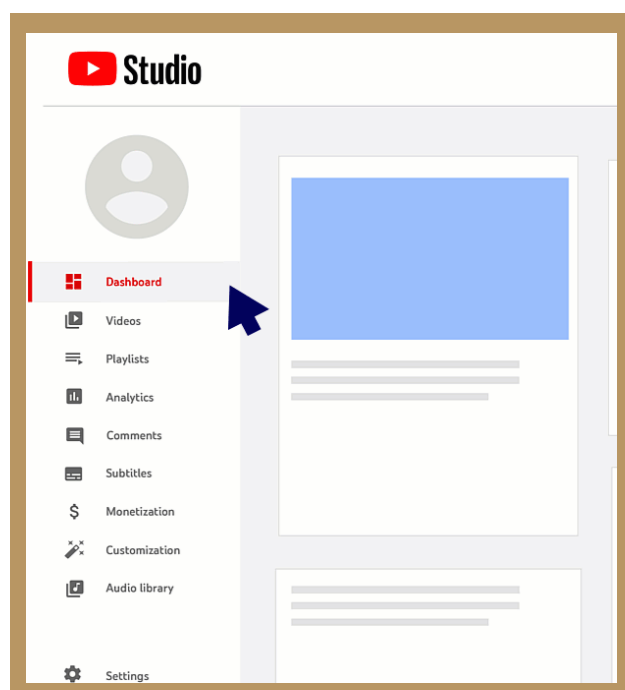 Studio
Dashboard
Videos
Playlists
Analytics
Comments
Subtitles
$ Monetization
Customization
Audio library
Settings